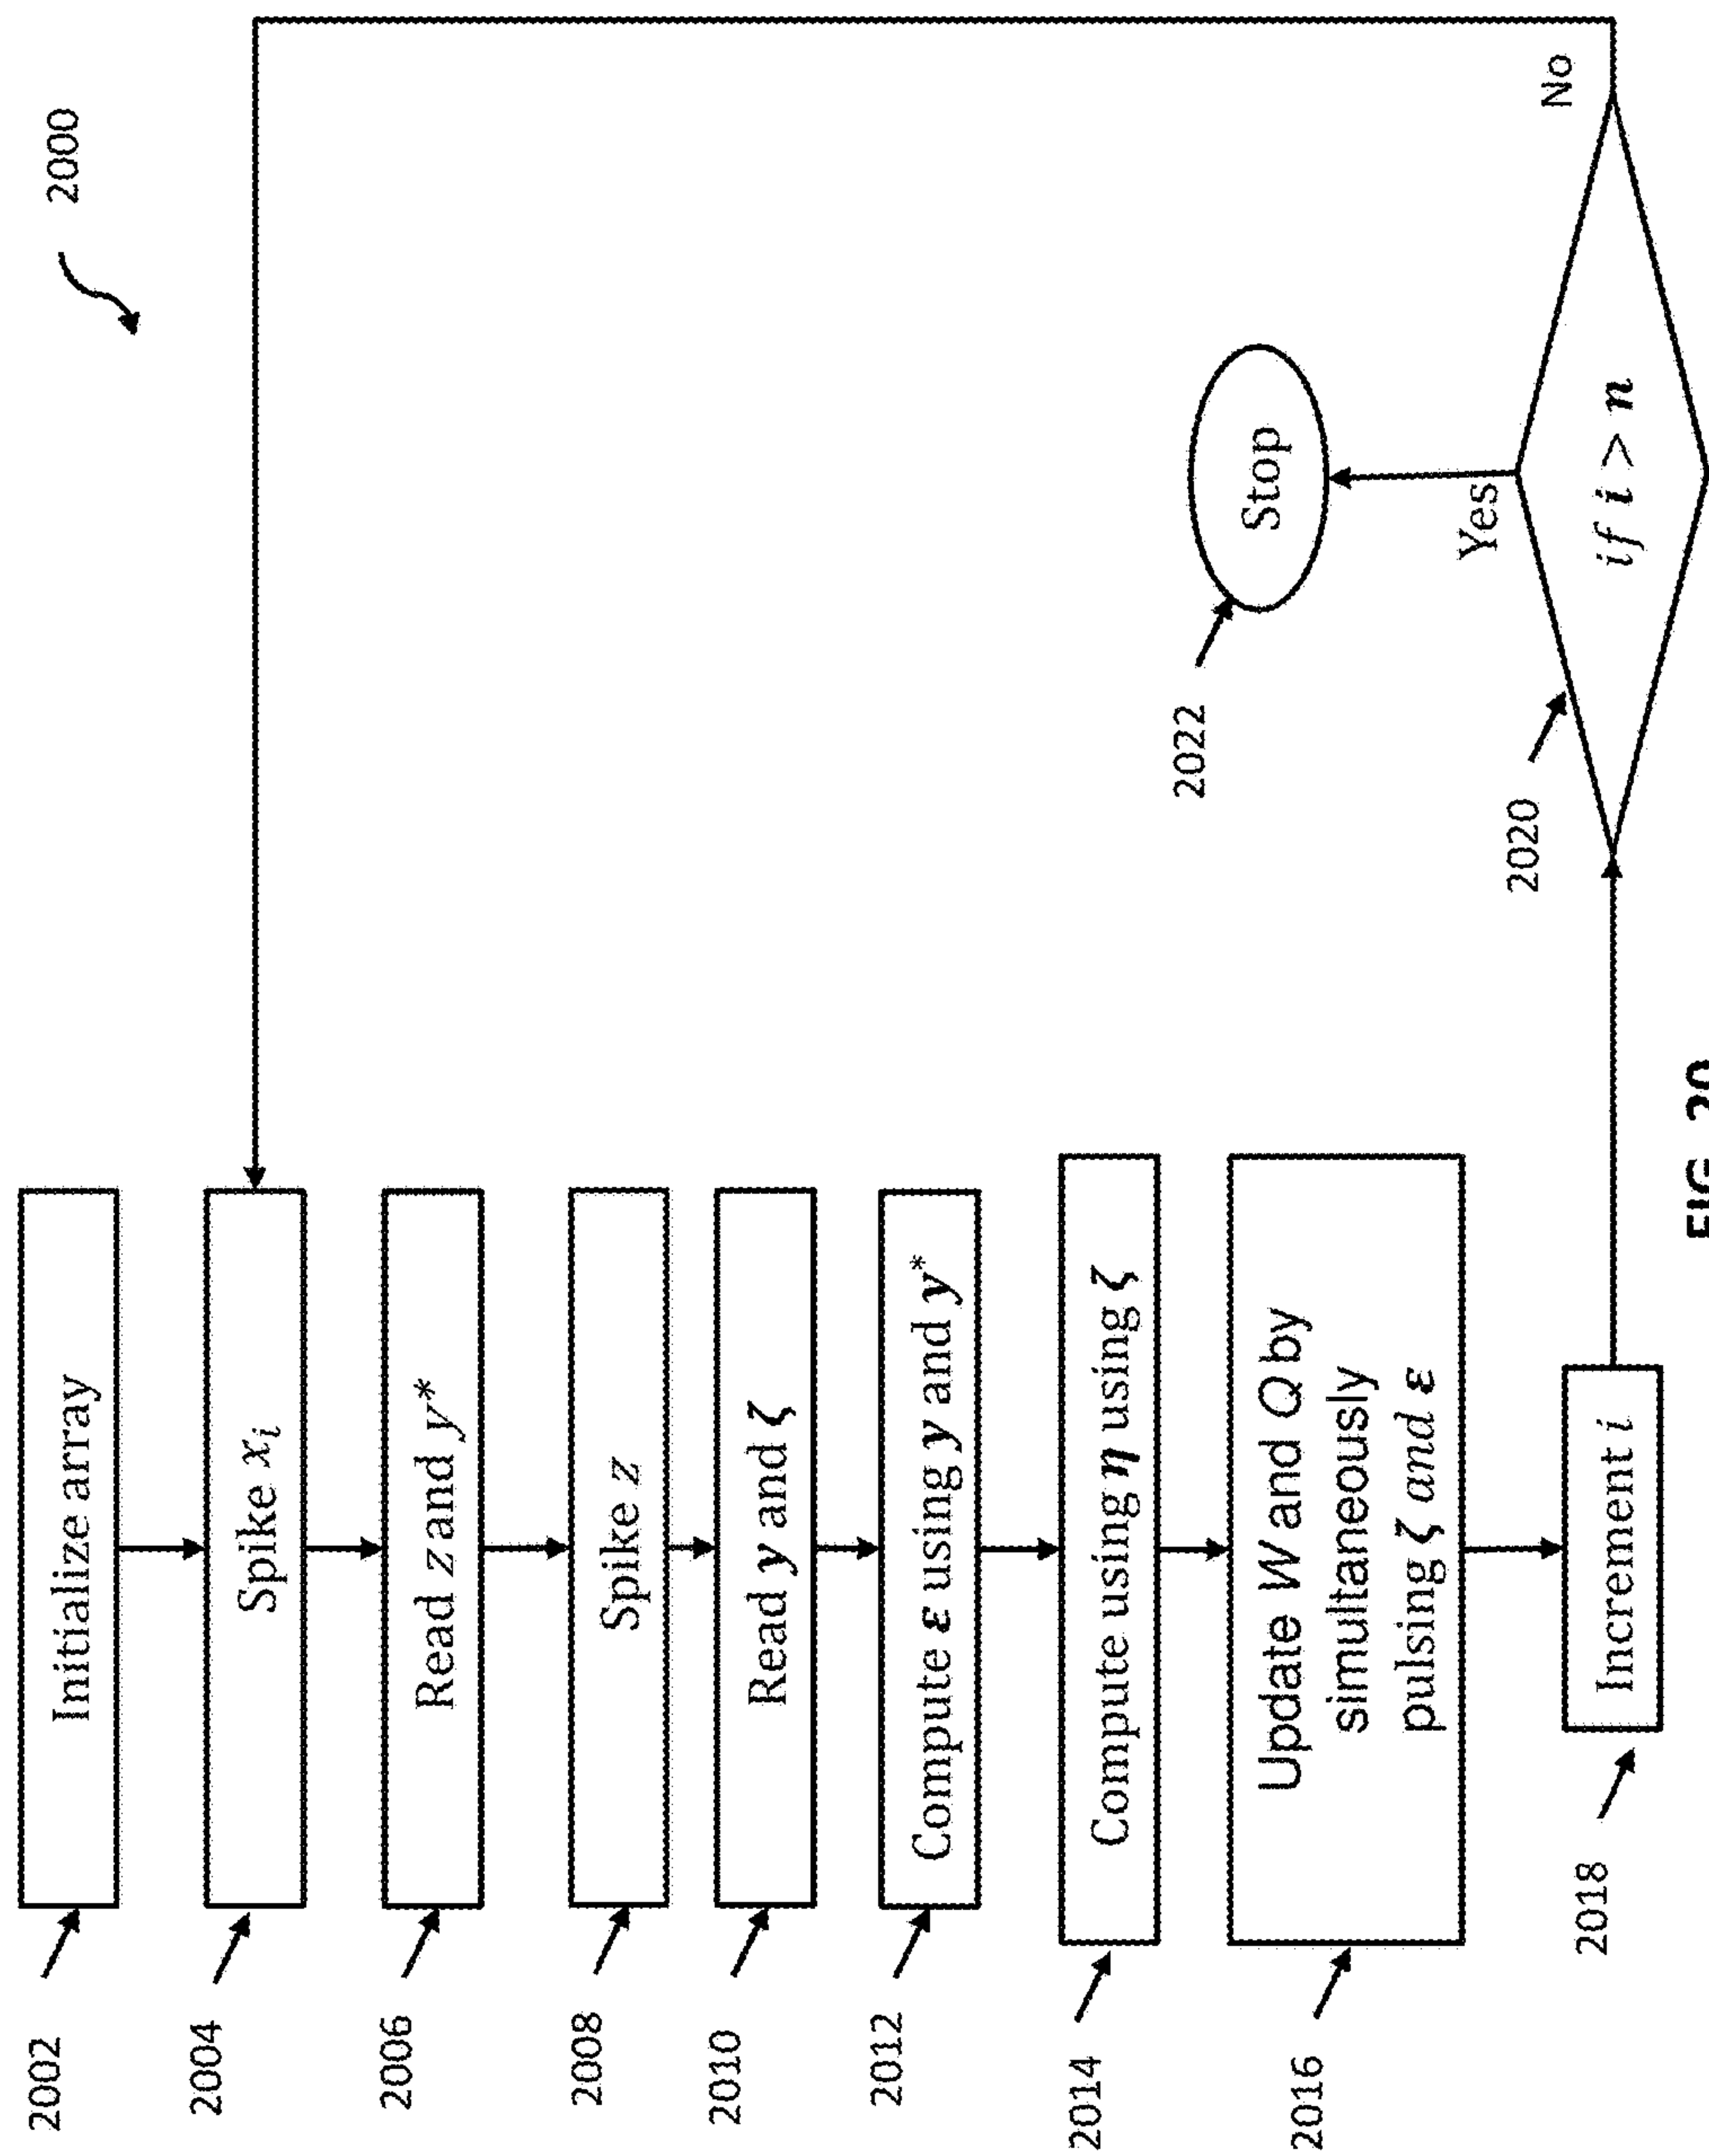 2000
2002
Initialize array
2004
Spike x_i
2006
Read z and y*
2008
Spike z
2010
Read y and ζ
2012
Compute ε using y and y*
2014
Compute using η using ζ
2016
Update W and Q by
simultaneously
pulsing ζ and ε
2018
Increment i
2020
if i > n
Yes
No
2022
Stop
FIG. 20